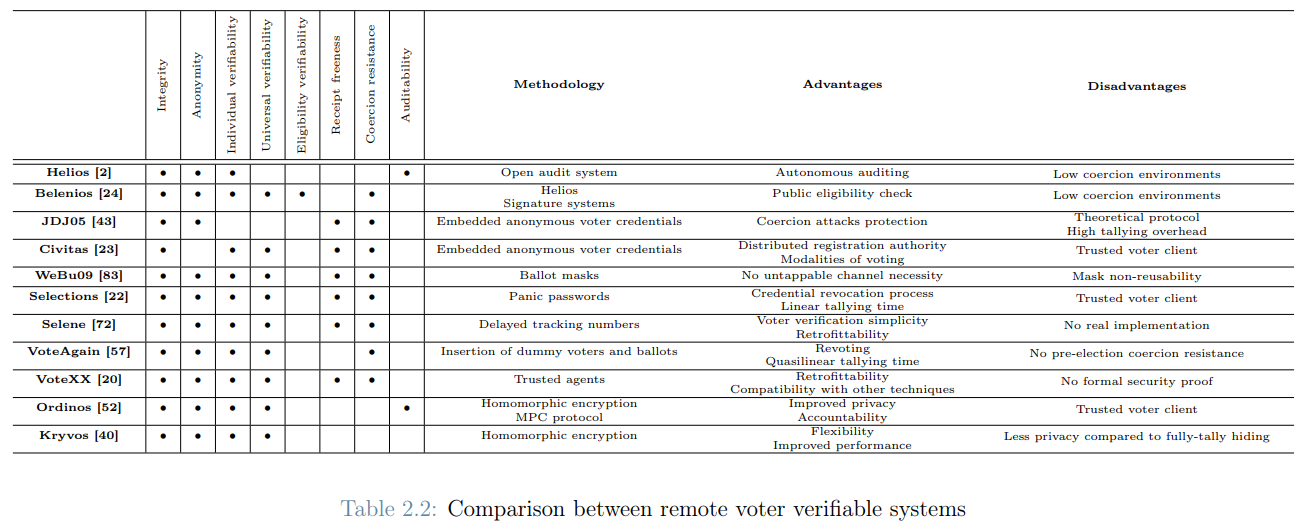 Integrity
Anonymity
Individual verifiability
Universal verifiability
Eligibility verifiability
Receipt freeness
Coercion resistance
Auditability
Methodology
Advantages
Disadvantages
Helios [2] • • • • Open audit system Autonomous auditing Low coercion environments
Belenios [24] • • • • • • Helios
Signature systems Public eligibility check Low coercion environments
JDJ05 [43] • • • • Embedded anonymous voter credentials Coercion attacks protection Theoretical protocol
High tallying overhead
Civitas [23] • • • • • Embedded anonymous voter credentials Distributed registration authority
Modalities of voting Trusted voter client
WeBu09 [83] • • • • • • Ballot masks No untappable channel necessity Mask non-reusability
Selections [22] • • • • • • Panic passwords Credential revocation process
Linear tallying time Trusted voter client
Selene [72] • • • • • • Delayed tracking numbers Voter verification simplicity
Retrofittability No real implementation
VoteAgain [57] • • • • • Insertion of dummy voters and ballots Revoting
Quasilinear tallying time No pre-election coercion resistance
VoteXX [20] • • • • • • Trusted agents Retrofittability
Compatibility with other techniques No formal security proof
Ordinos [52] • • • • • Homomorphic encryption
MPC protocol Improved privacy
Accountability Trusted voter client
Kryvos [40] • • • • Homomorphic encryption Flexibility
Improved performance Less privacy compared to fully-tally hiding
Table 2.2: Comparison between remote voter verifiable systems